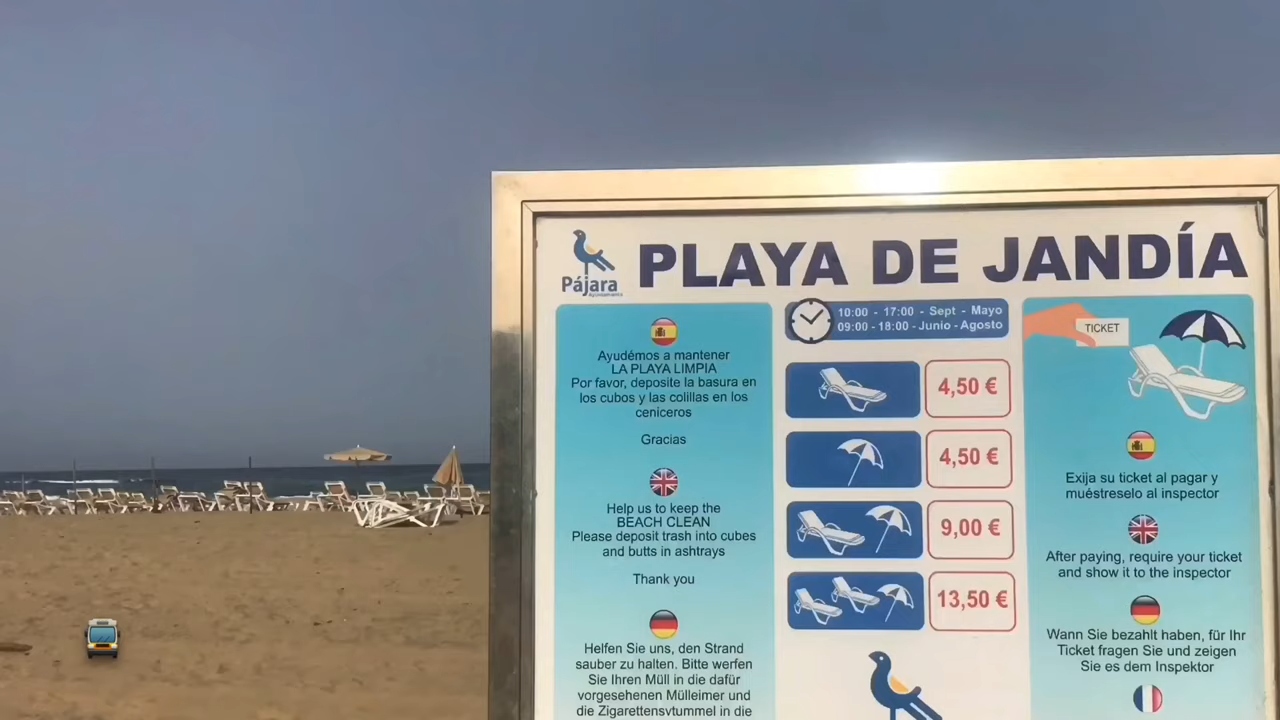 Pájara
Ayuntamiento
PLAYA DE JANDÍA
Ayudémos a mantener
LA PLAYA LIMPIA
Por favor, deposite la basura en
los cubos y las colillas en los
ceniceros
Gracias
Help us to keep the
BEACH CLEAN
Please deposit trash into cubes
and butts in ashtrays
Thank you
Helfen Sie uns, den Strand
sauber zu halten. Bitte werfen
Sie Ihren Müll in die dafür
vorgesehenen Mülleimer und
die Zigarettensvtummel in die
10:00 - 17:00 - Sept - Mayo
09:00 - 18:00 - Junio - Agosto
4,50 €
4,50 €
9,00 €
13,50 €
TICKET
Exija su ticket al pagar y
muéstreselo al inspector
After paying, require your ticket
and show it to the inspector
Wann Sie bezahlt haben, für Ihr
Ticket fragen Sie und zeigen
Sie es dem Inspektor